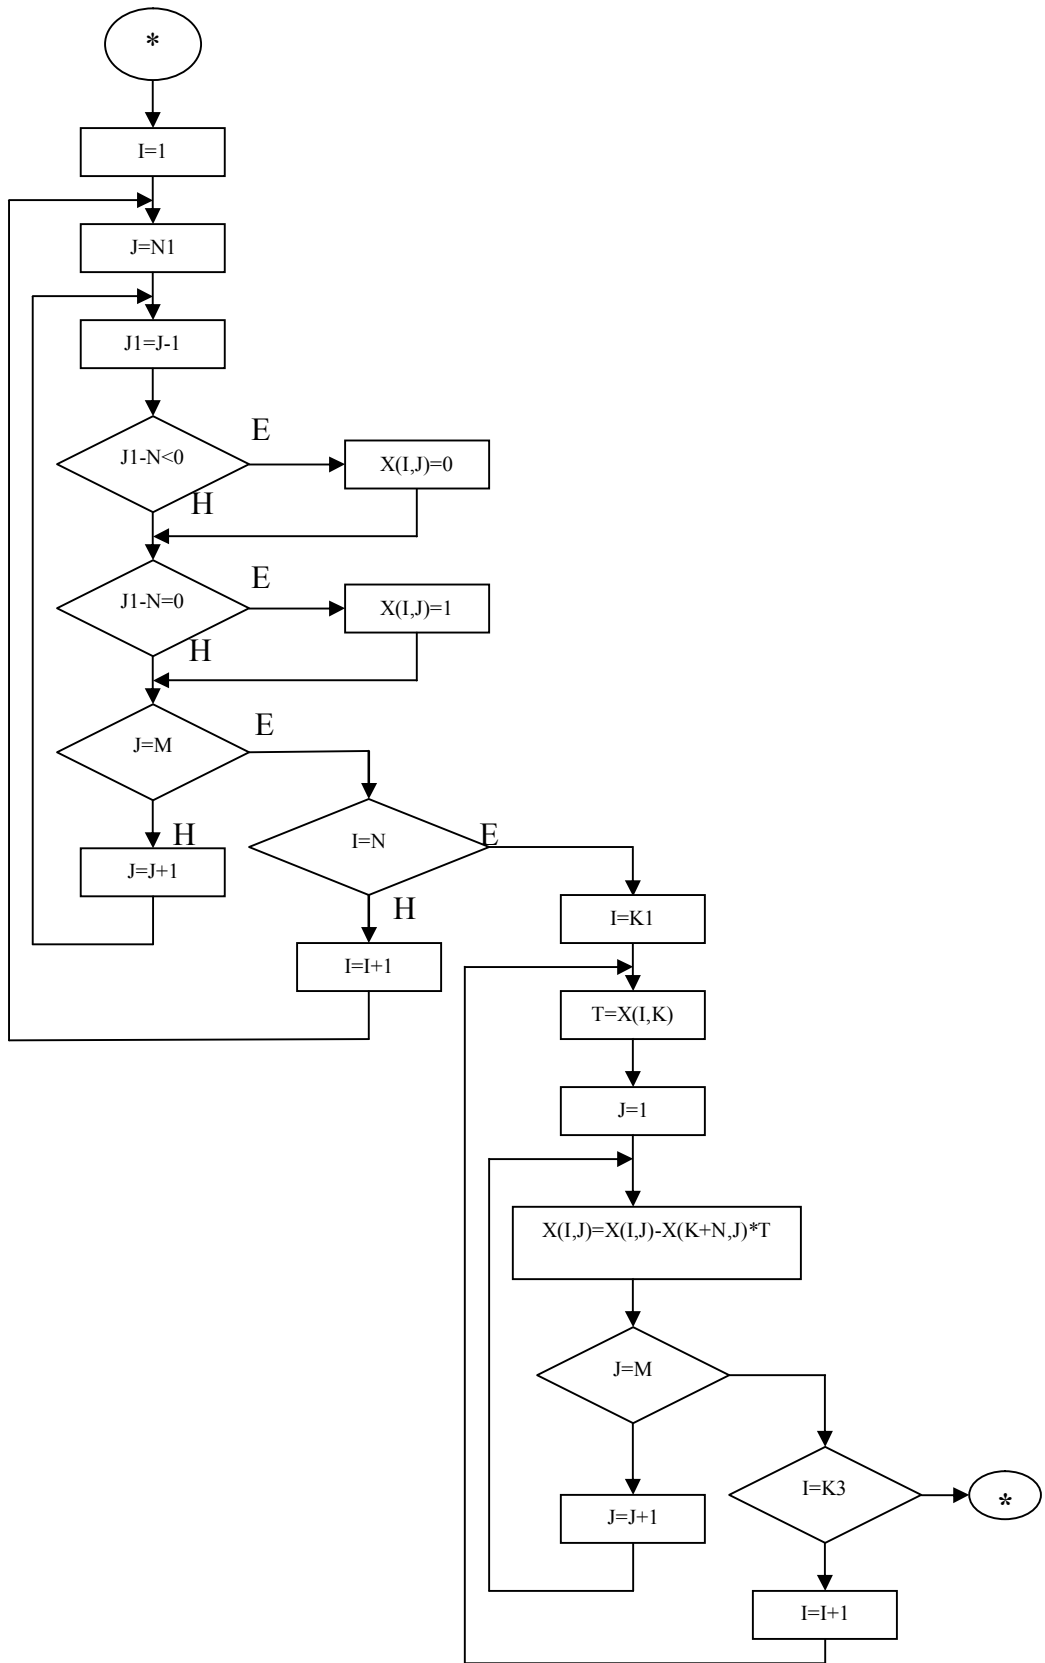 *
I=1
J=N1
J1=J-1
E
J1-N<0
X(I,J)=0
H
E
J1-N=0
X(I,J)=1
H
E
J=M
H
E
I=N
J=J+1
H
I=K1
I=I+1
T=X(I,K)
J=1
X(I,J)=X(I,J)-X(K+N,J)*T
J=M
I=K3
*
J=J+1
I=I+1